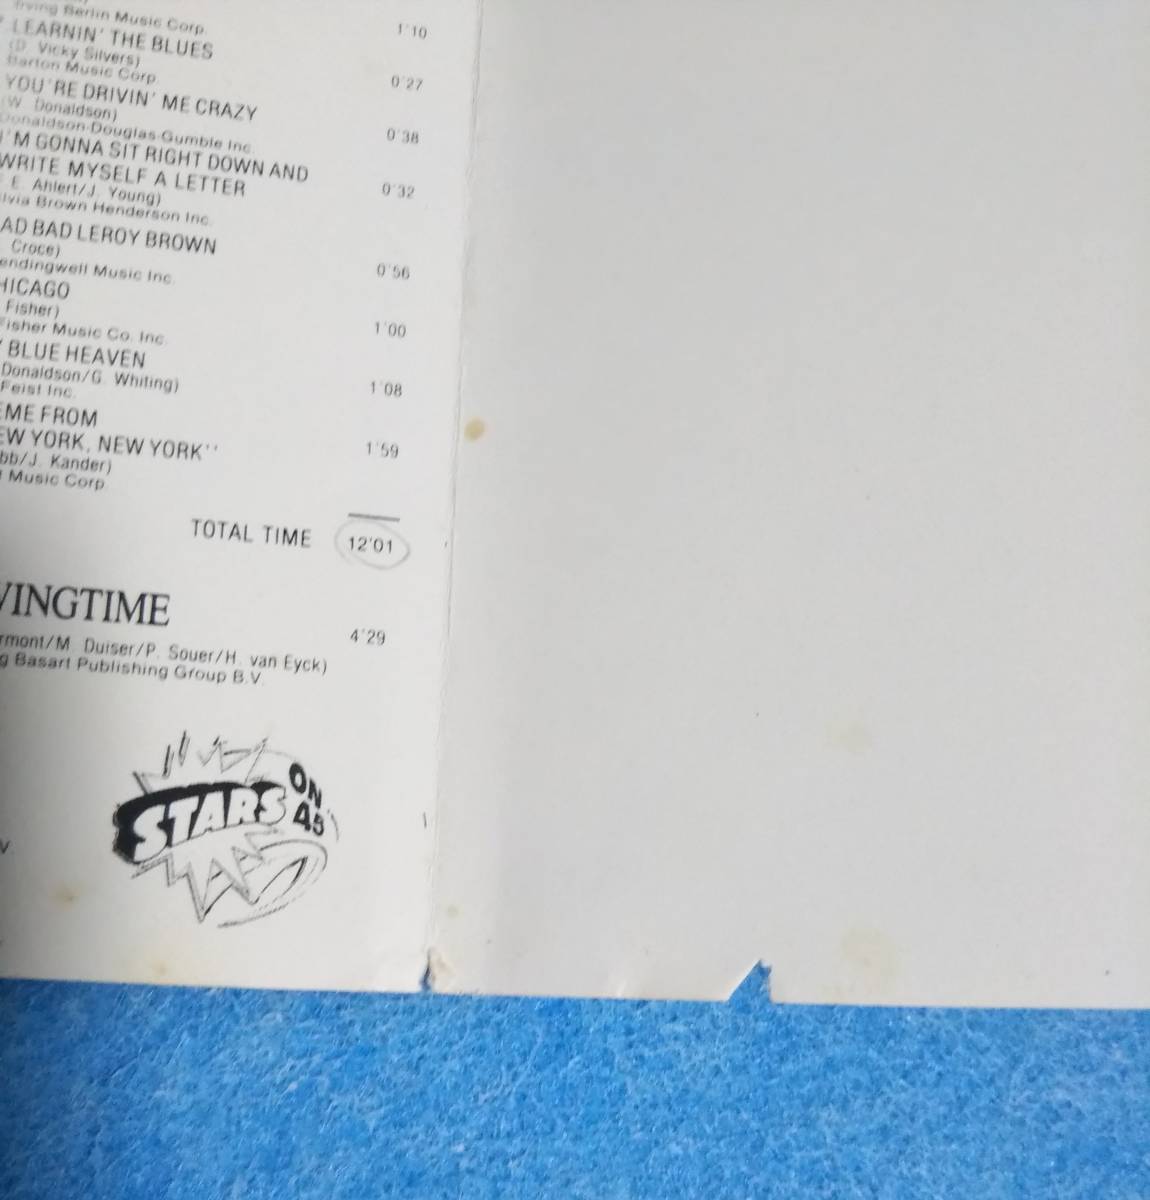 Irving Berlin Music Corp. 1'10
LEARNIN' THE BLUES
(D. Vicky Silvers)
Barton Music Corp. 0'27
YOU'RE DRIVIN' ME CRAZY
(W. Donaldson)
Donaldson-Douglas-Gumble Inc. 0'38
I'M GONNA SIT RIGHT DOWN AND
WRITE MYSELF A LETTER 0'32
E. Ahlert/J. Young)
lvia Brown Henderson Inc.
AD BAD LEROY BROWN
Croce)
endingwell Music Inc. 0'56
HICAGO
Fisher)
Fisher Music Co. Inc. 1'00
BLUE HEAVEN
Donaldson/G. Whiting)
Feist Inc. 1'08
EME FROM
EW YORK, NEW YORK'' 1'59
bb/J. Kander)
Music Corp.
TOTAL TIME 12'01
VINGTIME 4'29
rmont/M. Duiser/P. Souer/H. van Eyck)
g Basart Publishing Group B.V.
STARS ON 45